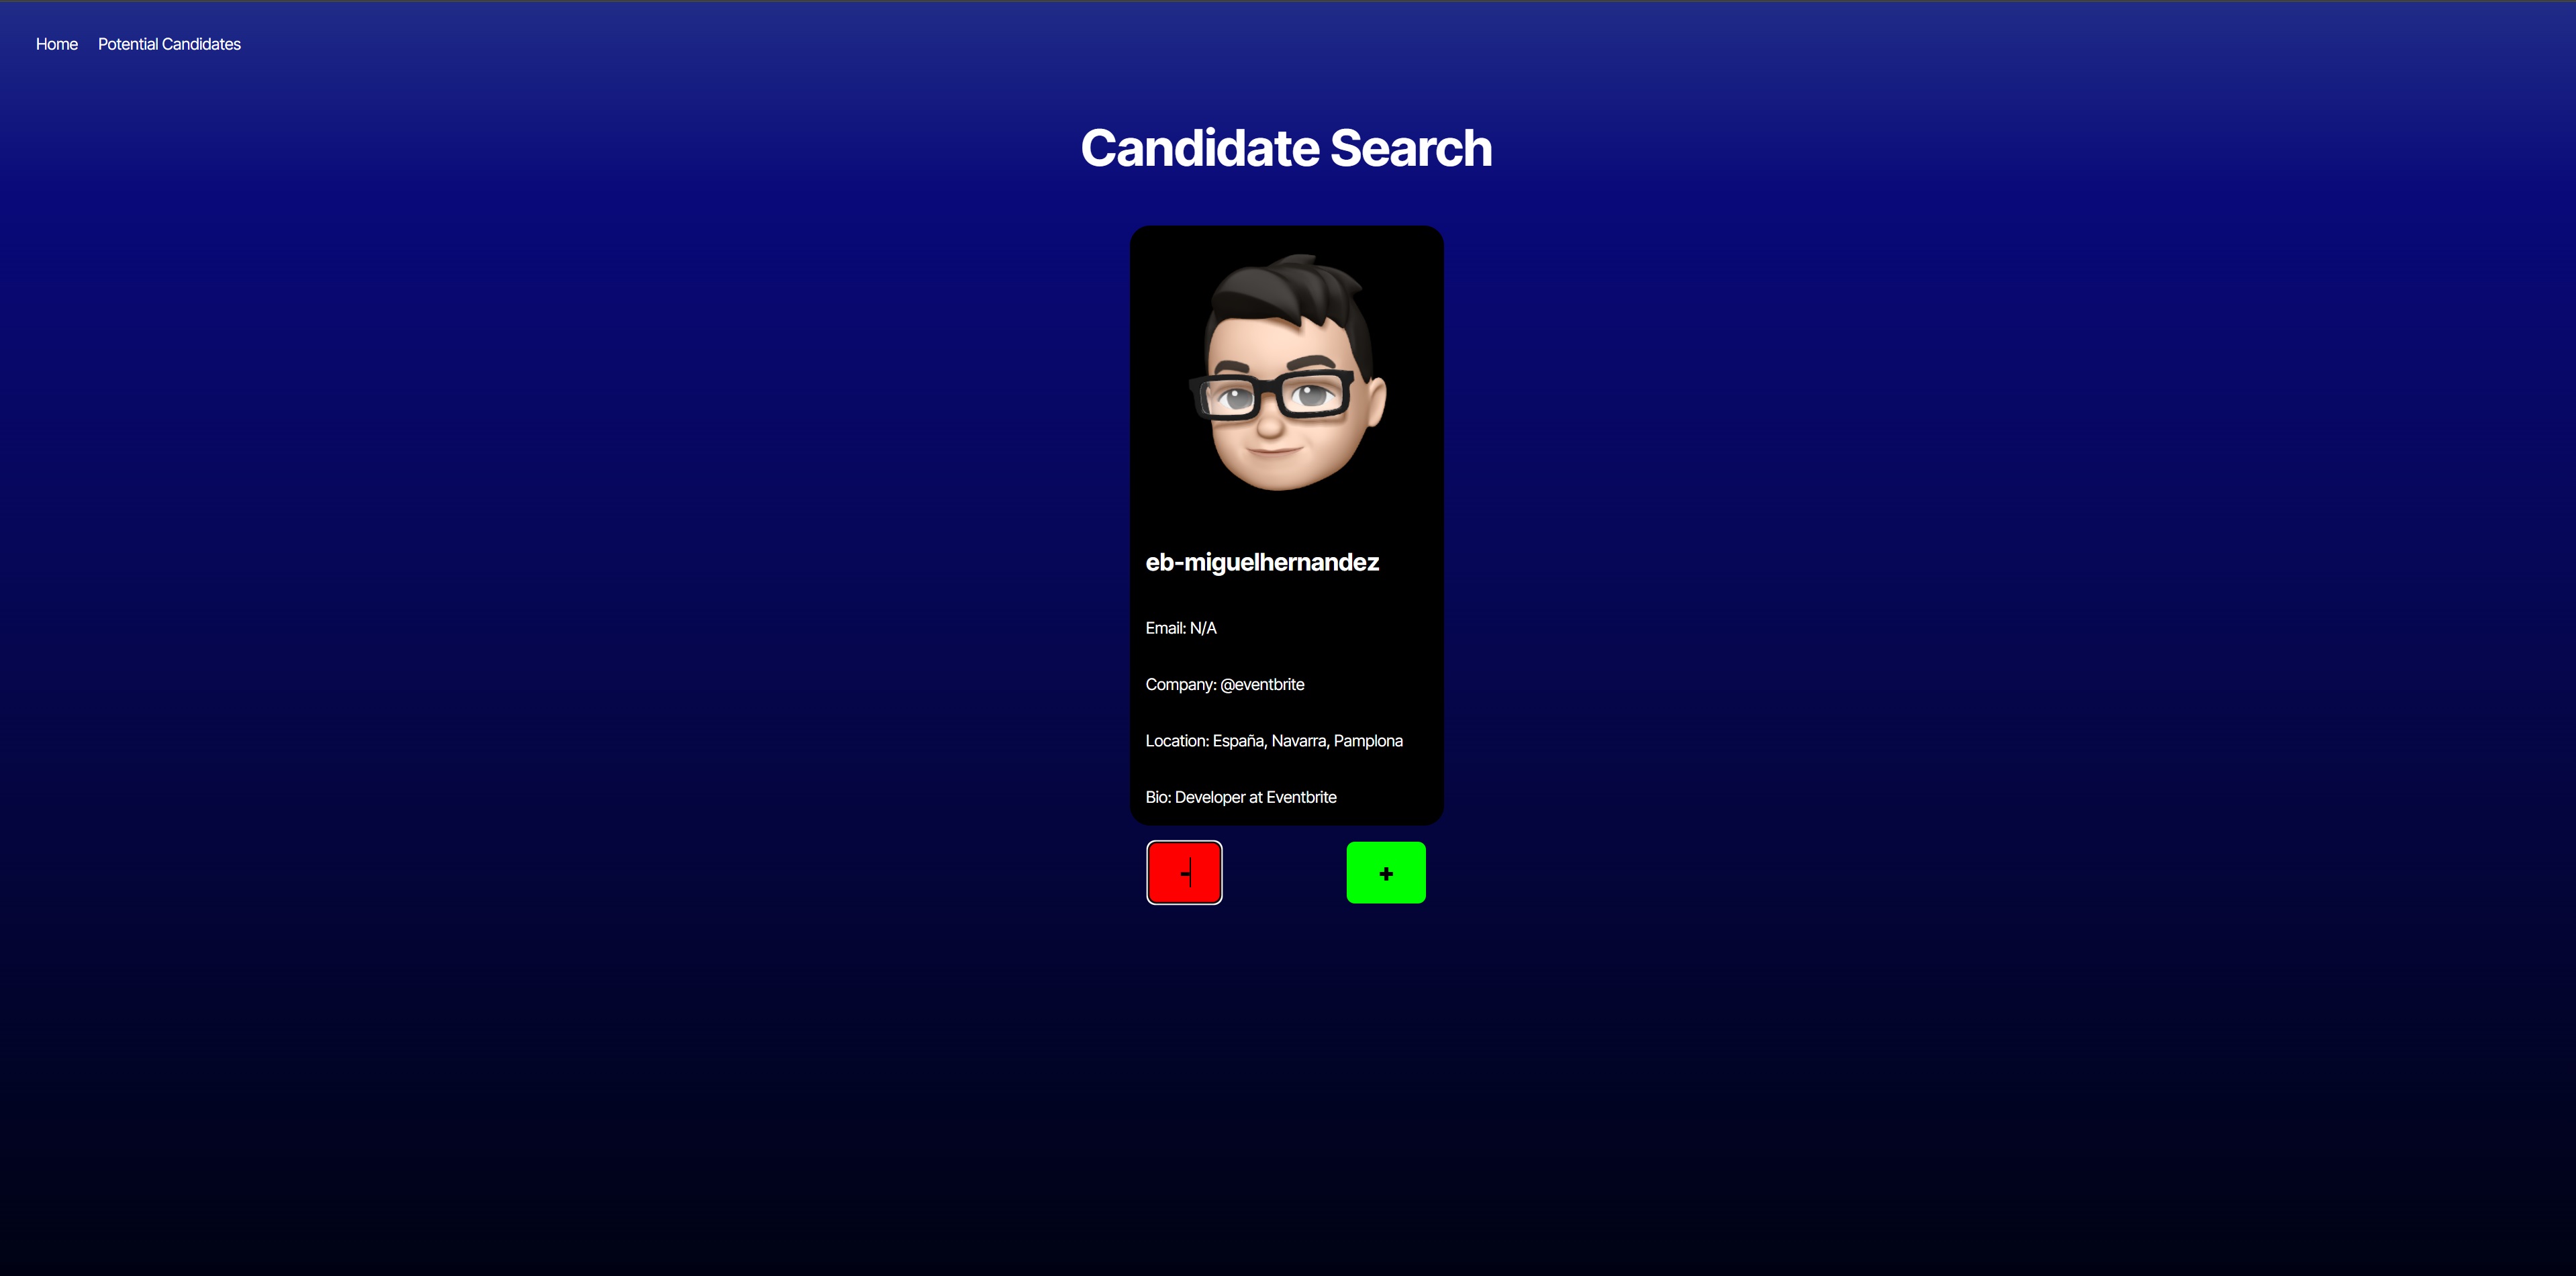 Home Potential Candidates
Candidate Search
eb-miguelhernandez
Email: N/A
Company: @eventbrite
Location: España, Navarra, Pamplona
Bio: Developer at Eventbrite
- +